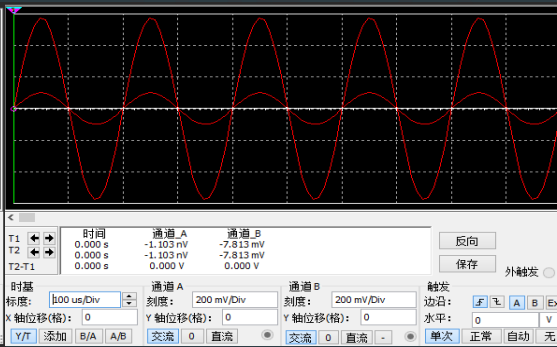 时间 通道_A 通道_B
T1 0.000 s -1.103 nV -7.813 mV
T2 0.000 s -1.103 nV -7.813 mV
T2-T1 0.000 s 0.000 V 0.000 V
反向
保存
外触发
时基 通道 A 通道 B 触发
标度: 100 us/Div 刻度: 200 mV/Div 刻度: 200 mV/Div 边沿: A B Ex
X 轴位移(格): 0 Y 轴位移(格): 0 Y 轴位移(格): 0 水平: 0 V
Y/T 添加 B/A A/B 交流 0 直流 交流 0 直流 - 单次 正常 自动 无